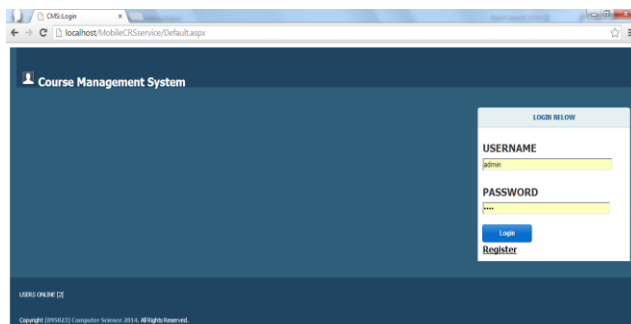 CMS:Login
localhost/MobileCRSservice/Default.aspx
Course Management System
LOGIN BELOW
USERNAME
admin
PASSWORD
••••
Login
Register
USERS ONLINE [2]
Copyright (095023) Computer Science 2014. All Rights Reserved.